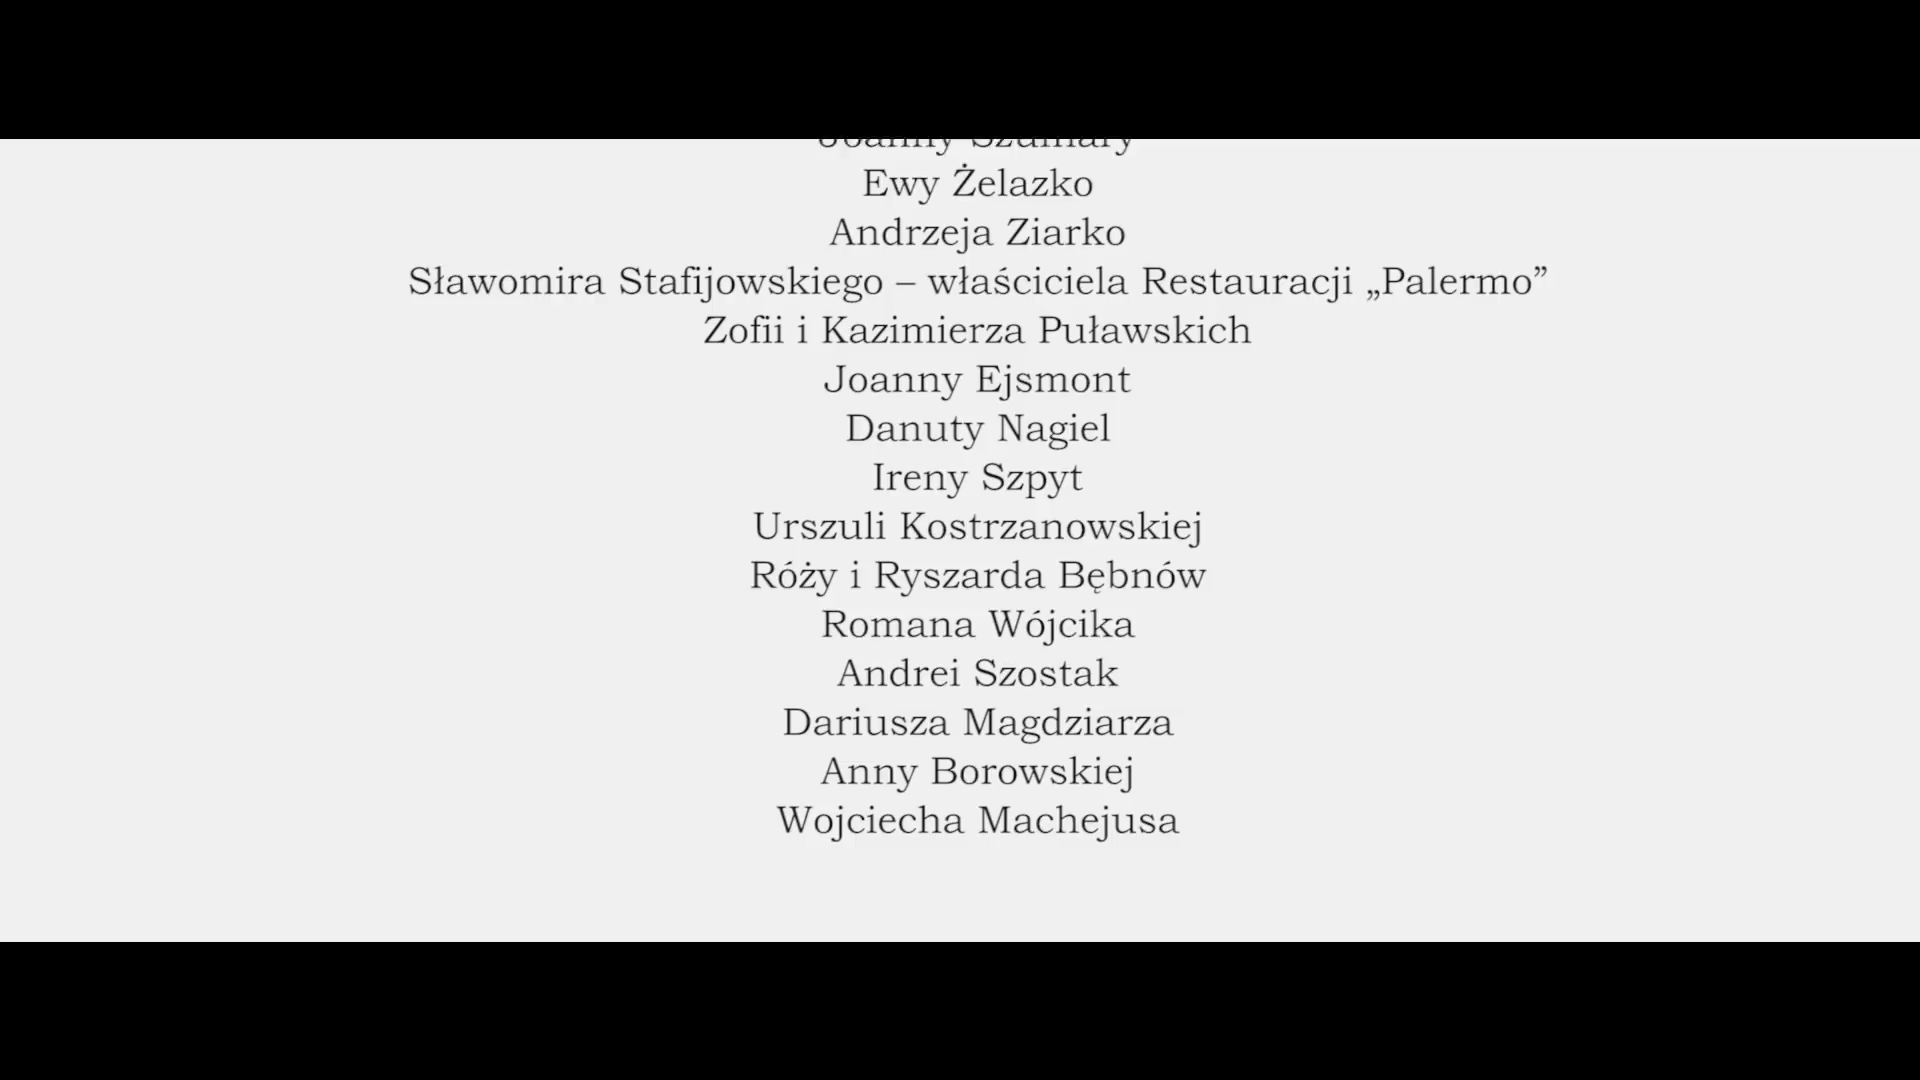 Joanny
Ewy Żelazko
Andrzeja Ziarko
Sławomira Stafijowskiego – właściciela Restauracji „Palermo”
Zofii i Kazimierza Puławskich
Joanny Ejsmont
Danuty Nagiel
Ireny Szpyt
Urszuli Kostrzanowskiej
Róży i Ryszarda Bębnów
Romana Wójcika
Andrei Szostak
Dariusza Magdziarza
Anny Borowskiej
Wojciecha Machejusa